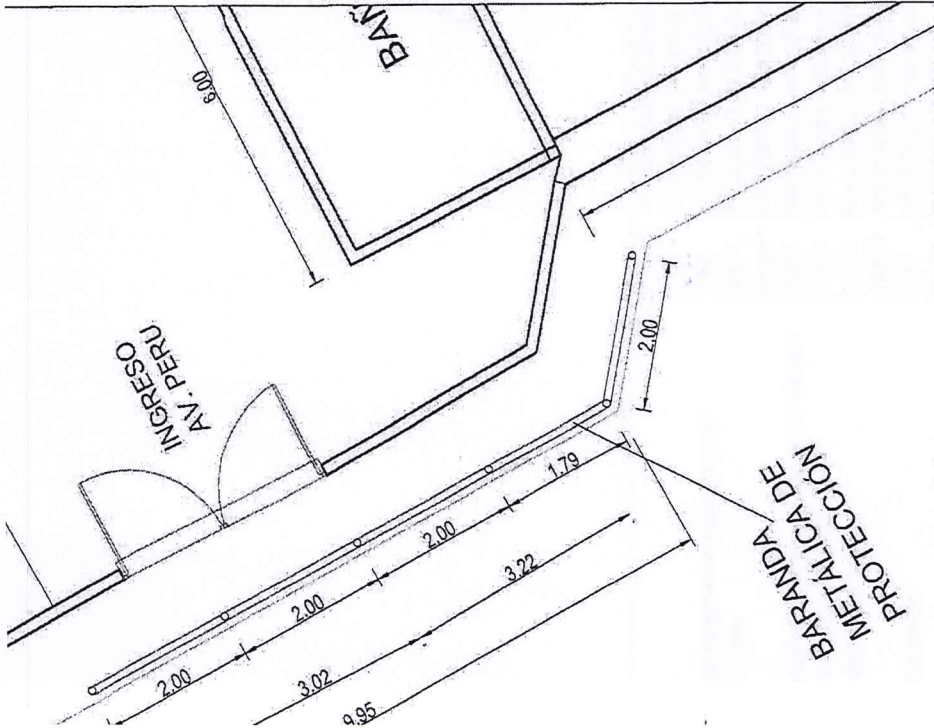 6.00
BAÑ
INGRESO
AV. PERU
2.00
1.79
2.00
2.00
2.00
3.22
3.02
9.95
BARANDA DE
METÁLICA DE
PROTECCIÓN